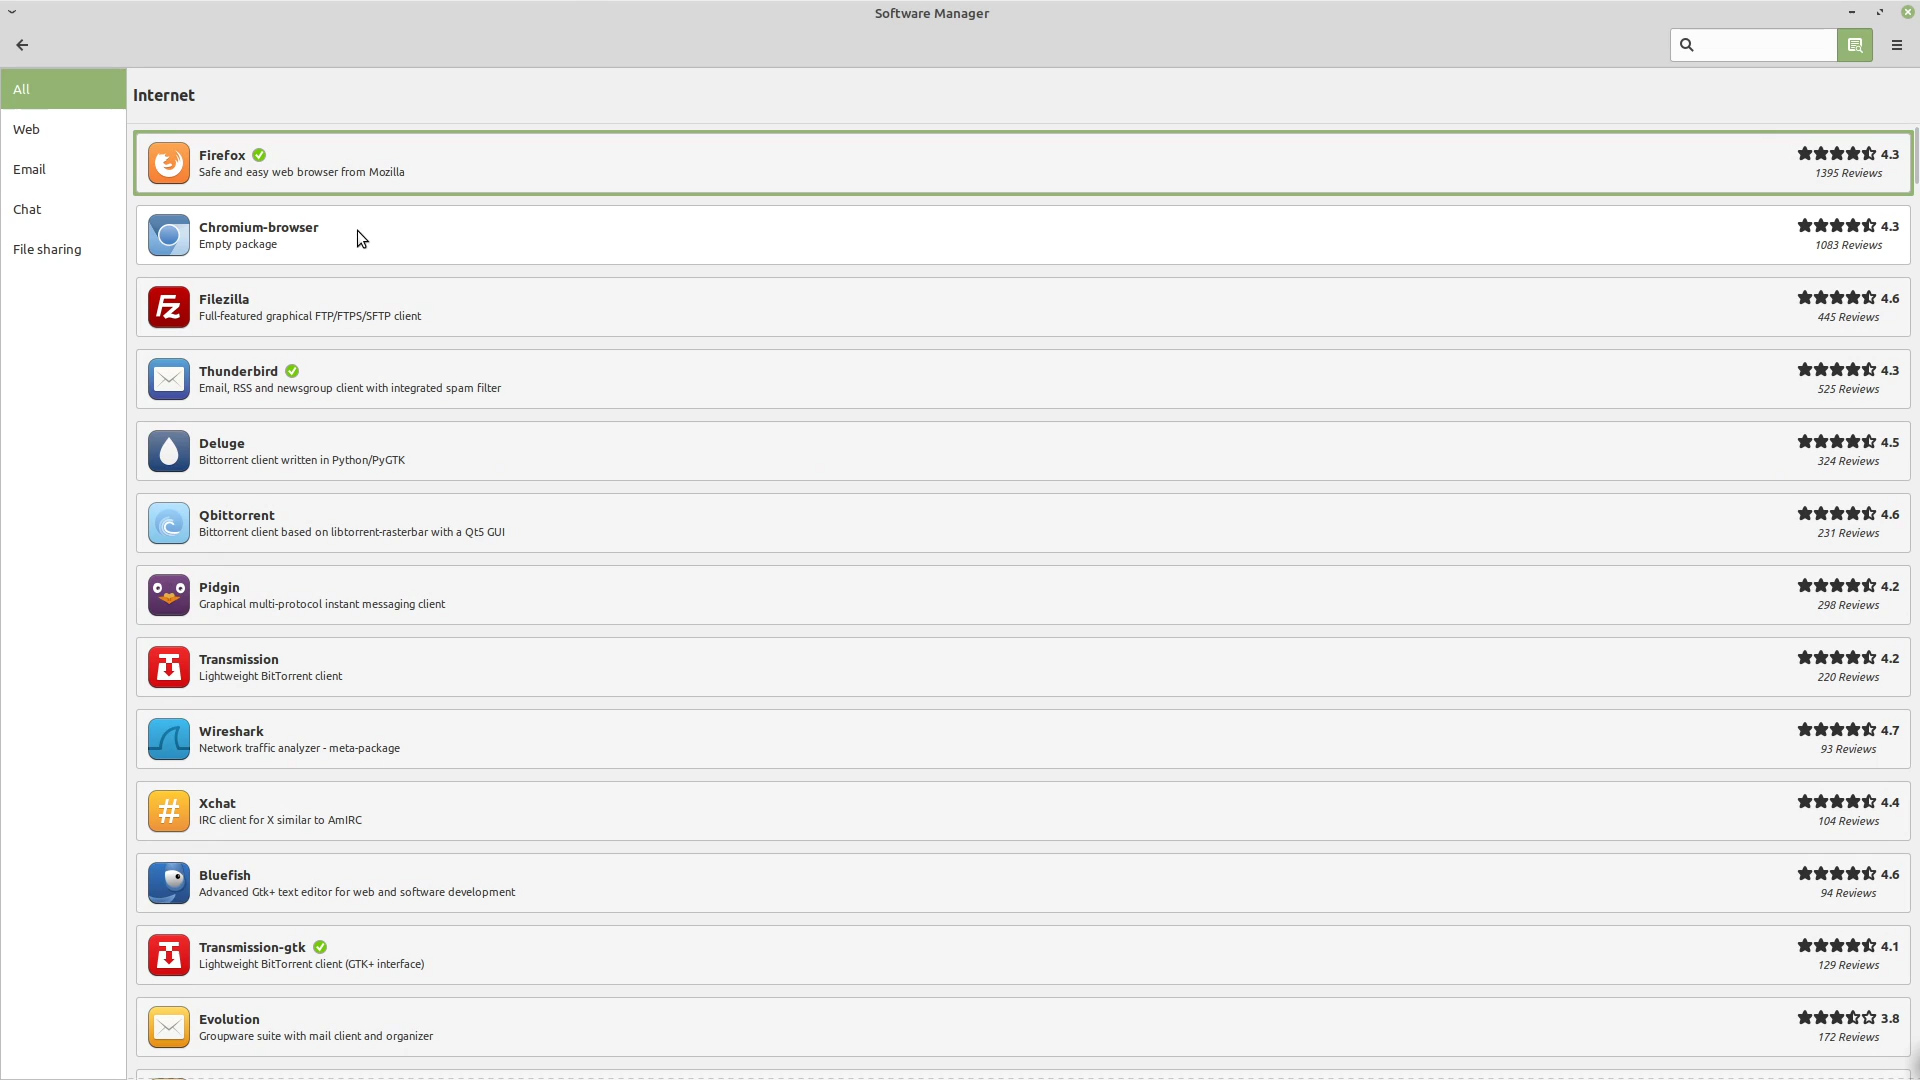 Software Manager
All
Web
Email
Chat
File sharing
Internet
Firefox
Safe and easy web browser from Mozilla
4.3
1395 Reviews
Chromium-browser
Empty package
4.3
1083 Reviews
Fz
Filezilla
Full-featured graphical FTP/FTPS/SFTP client
4.6
445 Reviews
Thunderbird
Email, RSS and newsgroup client with integrated spam filter
4.3
525 Reviews
Deluge
Bittorrent client written in Python/PyGTK
4.5
324 Reviews
Qbittorrent
Bittorrent client based on libtorrent-rasterbar with a Qt5 GUI
4.6
231 Reviews
Pidgin
Graphical multi-protocol instant messaging client
4.2
298 Reviews
Transmission
Lightweight BitTorrent client
4.2
220 Reviews
Wireshark
Network traffic analyzer - meta-package
4.7
93 Reviews
#
Xchat
IRC client for X similar to AmIRC
4.4
104 Reviews
Bluefish
Advanced Gtk+ text editor for web and software development
4.6
94 Reviews
Transmission-gtk
Lightweight BitTorrent client (GTK+ interface)
4.1
129 Reviews
Evolution
Groupware suite with mail client and organizer
3.8
172 Reviews